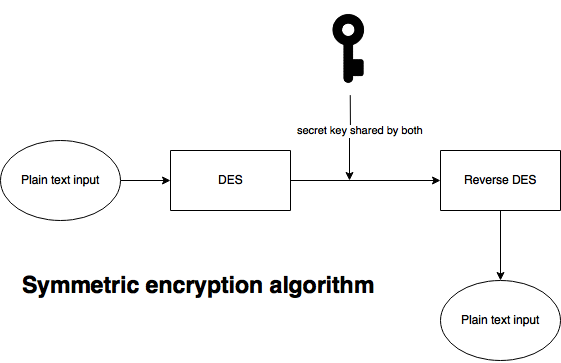 secret key shared by both
Plain text input
DES
Reverse DES
Symmetric encryption algorithm
Plain text input